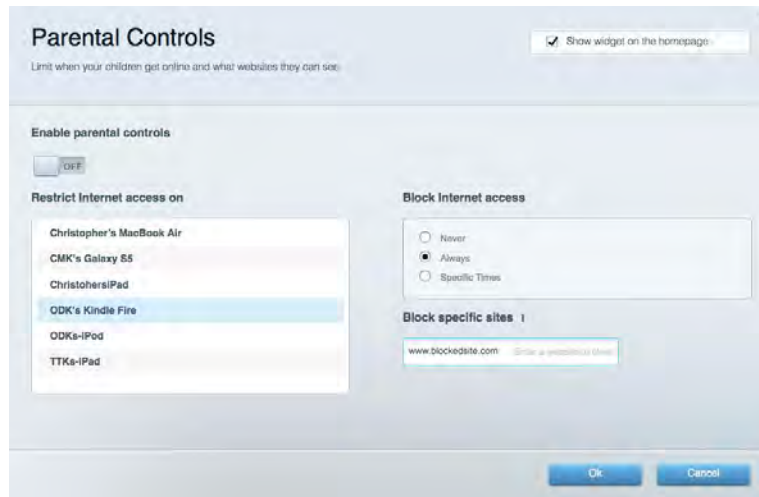 Parental Controls
Show widget on the homepage
Limit when your children get online and what websites they can see.
Enable parental controls
OFF
Restrict Internet access on
Block Internet access
Christopher's MacBook Air
CMK's Galaxy S5
ChristohersiPad
ODK's Kindle Fire
ODKs-iPod
TTKs-iPad
Never
Always
Specific Times
Block specific sites 1
www.blockedsite.com
Ok
Cancel